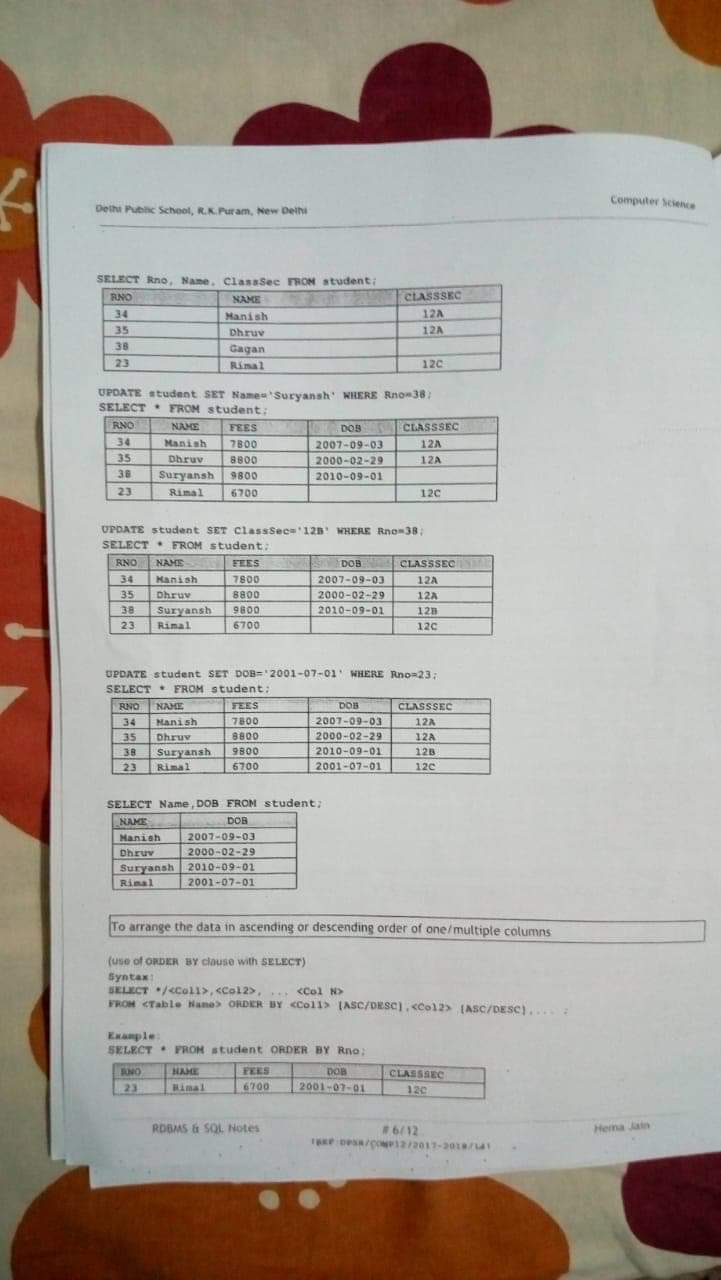 Delhi Public School, R.K.Puram, New Delhi
Computer Science
SELECT Rno, Name, ClassSec FROM student;
RNO NAME CLASSSEC
34 Manish 12A
35 Dhruv 12A
38 Gagan
23 Rimal 12C
UPDATE student SET Name='Suryansh' WHERE Rno=38;
SELECT * FROM student;
RNO NAME FEES DOB CLASSSEC
34 Manish 7800 2007-09-03 12A
35 Dhruv 8800 2000-02-29 12A
38 Suryansh 9800 2010-09-01
23 Rimal 6700 12C
UPDATE student SET ClassSec='12B' WHERE Rno=38;
SELECT * FROM student;
RNO NAME FEES DOB CLASSSEC
34 Manish 7800 2007-09-03 12A
35 Dhruv 8800 2000-02-29 12A
38 Suryansh 9800 2010-09-01 12B
23 Rimal 6700 12C
UPDATE student SET DOB='2001-07-01' WHERE Rno=23;
SELECT * FROM student;
RNO NAME FEES DOB CLASSSEC
34 Manish 7800 2007-09-03 12A
35 Dhruv 8800 2000-02-29 12A
38 Suryansh 9800 2010-09-01 12B
23 Rimal 6700 2001-07-01 12C
SELECT Name,DOB FROM student;
NAME DOB
Manish 2007-09-03
Dhruv 2000-02-29
Suryansh 2010-09-01
Rimal 2001-07-01
To arrange the data in ascending or descending order of one/multiple columns
(use of ORDER BY clause with SELECT)
Syntax:
SELECT */<Col1>,<Col2>, ... <Col N>
FROM <Table Name> ORDER BY <Col1> [ASC/DESC],<Col2> [ASC/DESC],... ;
Example:
SELECT * FROM student ORDER BY Rno;
RNO NAME FEES DOB CLASSSEC
23 Rimal 6700 2001-07-01 12C
RDBMS & SQL Notes
# 6/12
Hema Jain
DPSR/COMP12/2017-2018/